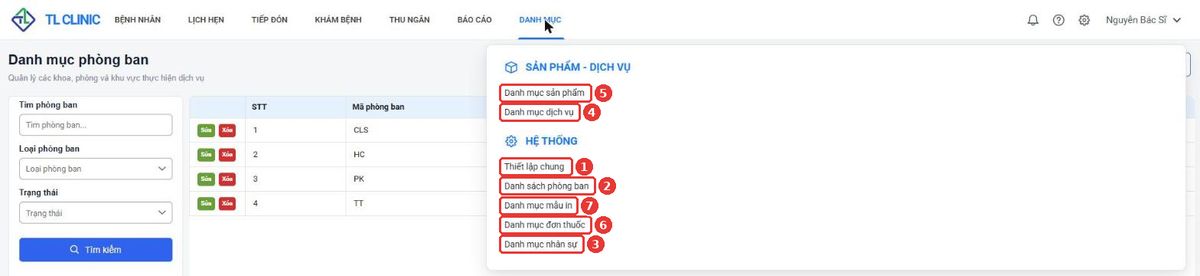 TL CLINIC BỆNH NHÂN LỊCH HẸN TIẾP ĐÓN KHÁM BỆNH THU NGÂN BÁO CÁO DANH MỤC Nguyễn Bác Sĩ
Danh mục phòng ban
Quản lý các khoa, phòng và khu vực thực hiện dịch vụ
Tìm phòng ban
Tìm phòng ban...
Loại phòng ban
Loại phòng ban
Trạng thái
Trạng thái
Tìm kiếm
STT Mã phòng ban
Sửa Xóa 1 CLS
Sửa Xóa 2 HC
Sửa Xóa 3 PK
Sửa Xóa 4 TT
SẢN PHẨM - DỊCH VỤ
Danh mục sản phẩm 5
Danh mục dịch vụ 4
HỆ THỐNG
Thiết lập chung 1
Danh sách phòng ban 2
Danh mục mẫu in 7
Danh mục đơn thuốc 6
Danh mục nhân sự 3